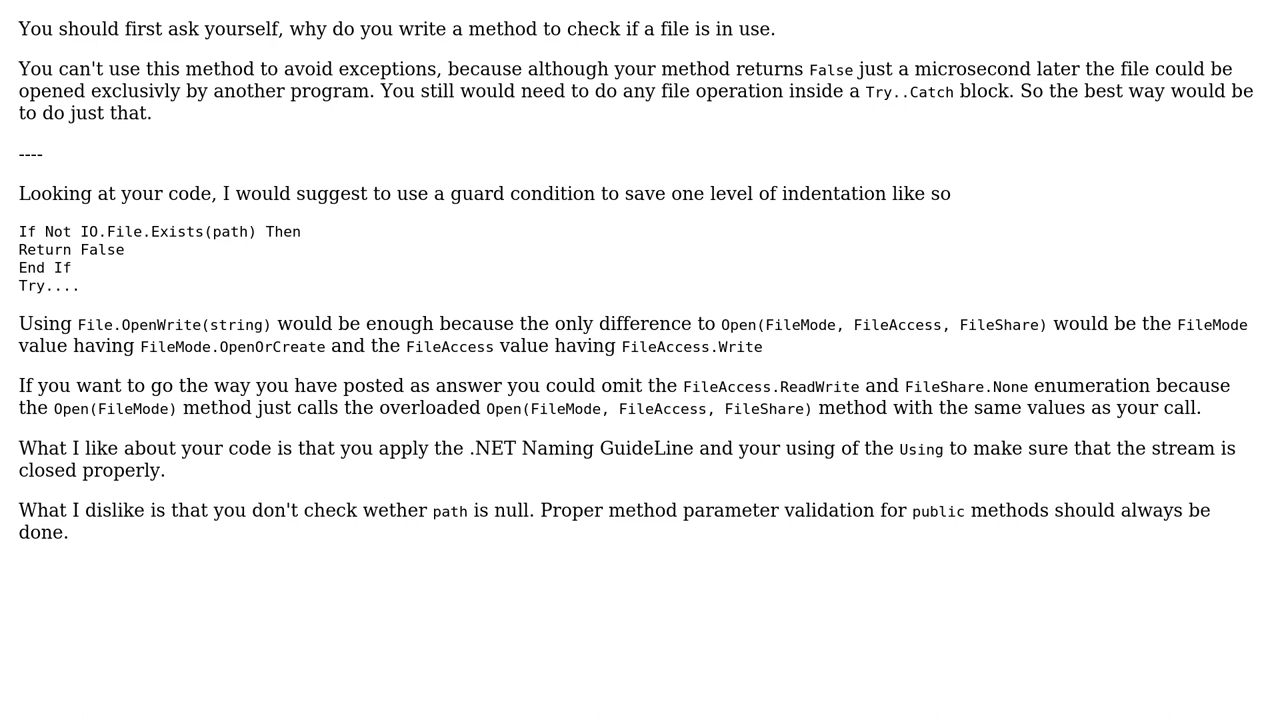 You should first ask yourself, why do you write a method to check if a file is in use.
You can't use this method to avoid exceptions, because although your method returns False just a microsecond later the file could be
opened exclusivly by another program. You still would need to do any file operation inside a Try..Catch block. So the best way would be
to do just that.
----
Looking at your code, I would suggest to use a guard condition to save one level of indentation like so
If Not IO.File.Exists(path) Then
Return False
End If
Try....
Using File.OpenWrite(string) would be enough because the only difference to Open(FileMode, FileAccess, FileShare) would be the FileMode
value having FileMode.OpenOrCreate and the FileAccess value having FileAccess.Write
If you want to go the way you have posted as answer you could omit the FileAccess.ReadWrite and FileShare.None enumeration because
the Open(FileMode) method just calls the overloaded Open(FileMode, FileAccess, FileShare) method with the same values as your call.
What I like about your code is that you apply the .NET Naming GuideLine and your using of the Using to make sure that the stream is
closed properly.
What I dislike is that you don't check wether path is null. Proper method parameter validation for public methods should always be
done.